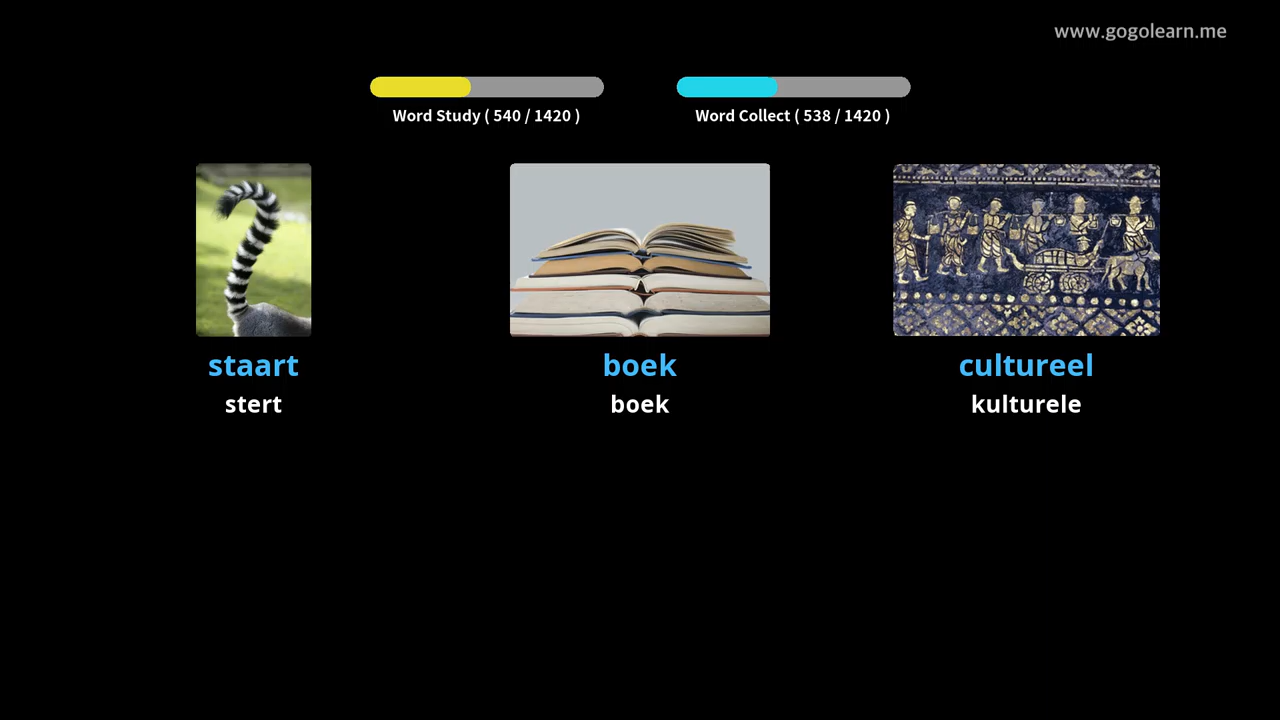 www.gogolearn.me
Word Study ( 540 / 1420 )
Word Collect ( 538 / 1420 )
staart
boek
cultureel
stert
boek
kulturele